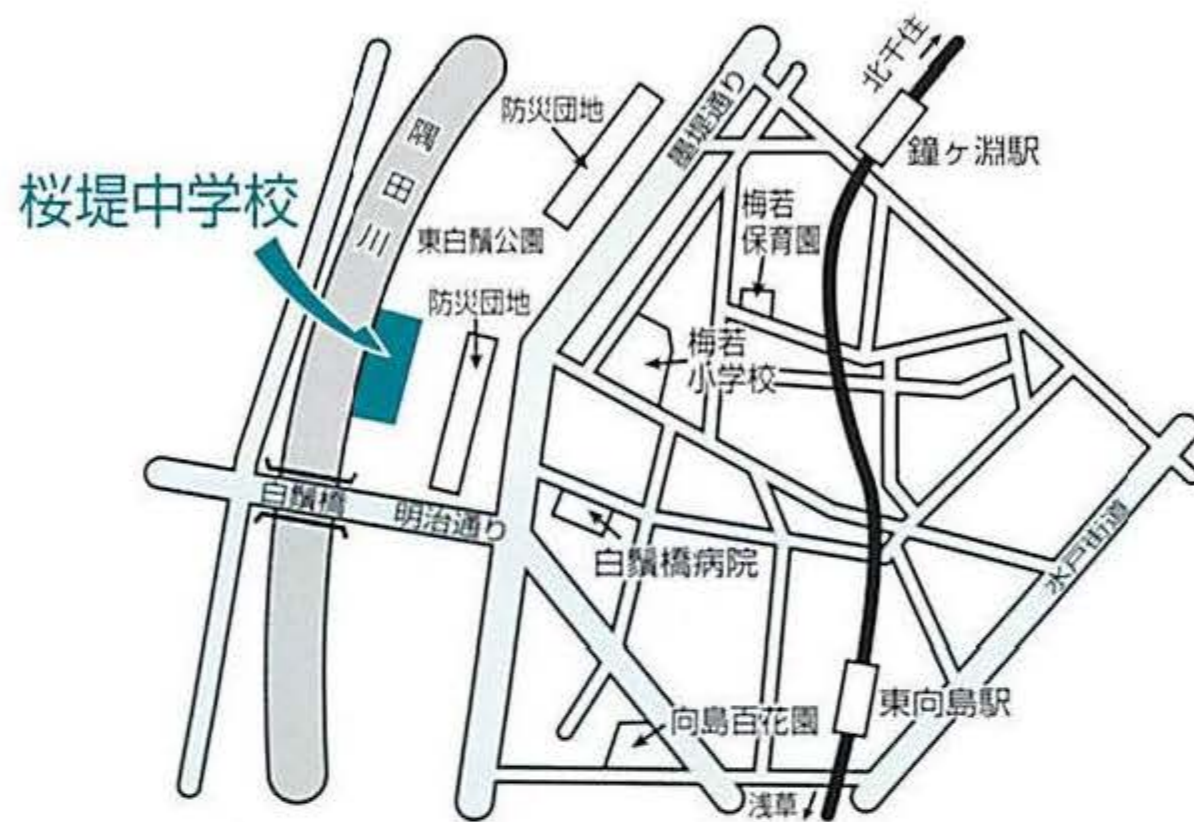 北千住
鐘ヶ淵駅
墨堤通り
防災団地
隅田川
桜堤中学校
梅若
保育園
東白鬚公園
防災団地
梅若
小学校
白鬚橋
明治通り
白鬚橋病院
水戸街道
東向島駅
向島百花園
浅草